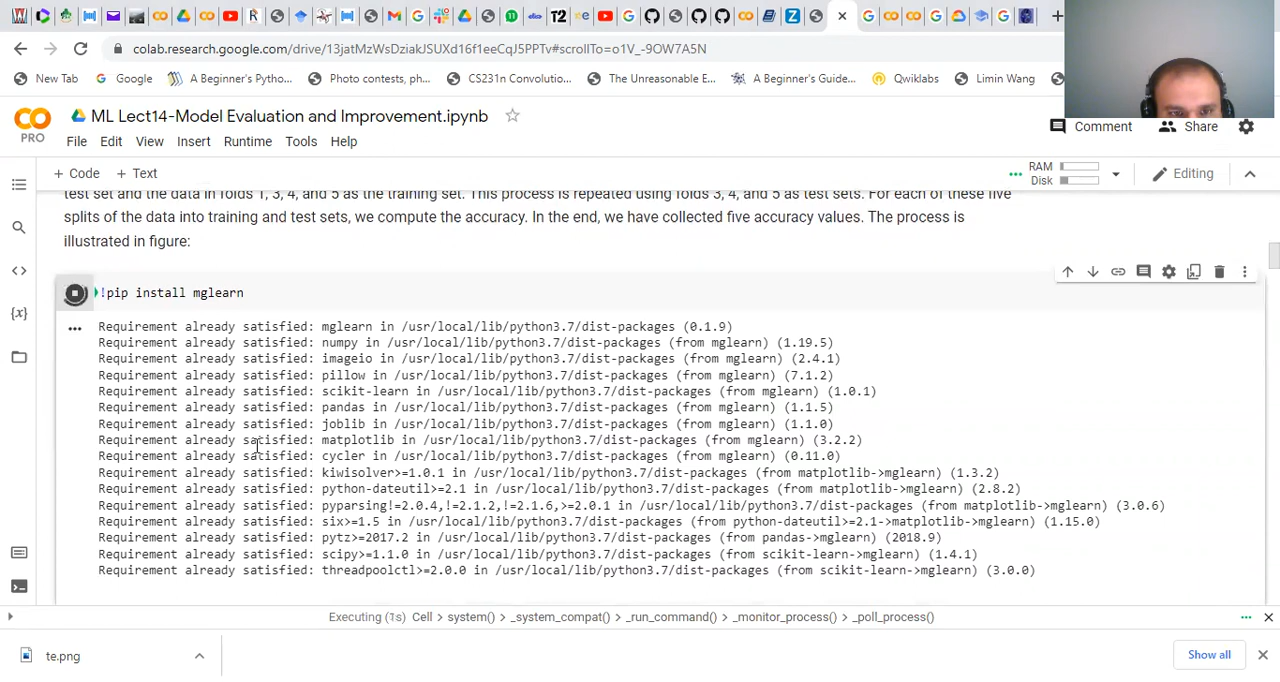 colab.research.google.com/drive/13jatMzWsDziakJSUXd16f1eeCqJ5PPTv#scrollTo=o1V_-9OW7A5N
New Tab Google A Beginner's Pytho... Photo contests, ph... CS231n Convolutio... The Unreasonable E... A Beginner's Guide... Qwiklabs Limin Wang
CO PRO
ML Lect14-Model Evaluation and Improvement.ipynb
Comment Share
File Edit View Insert Runtime Tools Help
+ Code + Text
RAM
Disk
Editing
test set and the data in folds 1, 3, 4, and 5 as the training set. This process is repeated using folds 3, 4, and 5 as test sets. For each of these five
splits of the data into training and test sets, we compute the accuracy. In the end, we have collected five accuracy values. The process is
illustrated in figure:
!pip install mglearn
Requirement already satisfied: mglearn in /usr/local/lib/python3.7/dist-packages (0.1.9)
Requirement already satisfied: numpy in /usr/local/lib/python3.7/dist-packages (from mglearn) (1.19.5)
Requirement already satisfied: imageio in /usr/local/lib/python3.7/dist-packages (from mglearn) (2.4.1)
Requirement already satisfied: pillow in /usr/local/lib/python3.7/dist-packages (from mglearn) (7.1.2)
Requirement already satisfied: scikit-learn in /usr/local/lib/python3.7/dist-packages (from mglearn) (1.0.1)
Requirement already satisfied: pandas in /usr/local/lib/python3.7/dist-packages (from mglearn) (1.1.5)
Requirement already satisfied: joblib in /usr/local/lib/python3.7/dist-packages (from mglearn) (1.1.0)
Requirement already satisfied: matplotlib in /usr/local/lib/python3.7/dist-packages (from mglearn) (3.2.2)
Requirement already satisfied: cycler in /usr/local/lib/python3.7/dist-packages (from mglearn) (0.11.0)
Requirement already satisfied: kiwisolver>=1.0.1 in /usr/local/lib/python3.7/dist-packages (from matplotlib->mglearn) (1.3.2)
Requirement already satisfied: python-dateutil>=2.1 in /usr/local/lib/python3.7/dist-packages (from matplotlib->mglearn) (2.8.2)
Requirement already satisfied: pyparsing!=2.0.4,!=2.1.2,!=2.1.6,>=2.0.1 in /usr/local/lib/python3.7/dist-packages (from matplotlib->mglearn) (3.0.6)
Requirement already satisfied: six>=1.5 in /usr/local/lib/python3.7/dist-packages (from python-dateutil>=2.1->matplotlib->mglearn) (1.15.0)
Requirement already satisfied: pytz>=2017.2 in /usr/local/lib/python3.7/dist-packages (from pandas->mglearn) (2018.9)
Requirement already satisfied: scipy>=1.1.0 in /usr/local/lib/python3.7/dist-packages (from scikit-learn->mglearn) (1.4.1)
Requirement already satisfied: threadpoolctl>=2.0.0 in /usr/local/lib/python3.7/dist-packages (from scikit-learn->mglearn) (3.0.0)
Executing (1s) Cell > system() > _system_compat() > _run_command() > _monitor_process() > _poll_process()
te.png
Show all